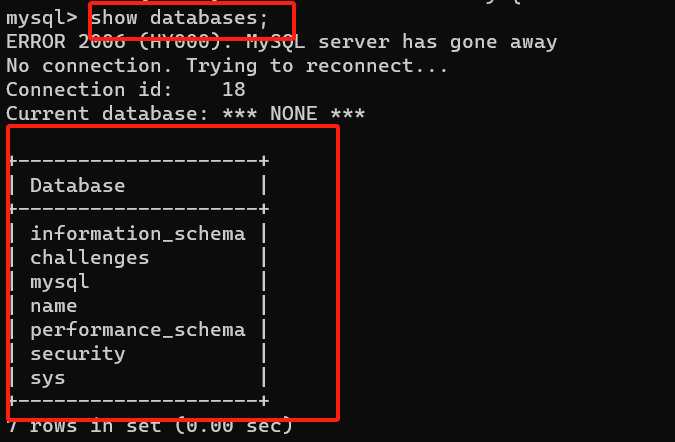 mysql> show databases;
ERROR 2006 (HY000): MySQL server has gone away
No connection. Trying to reconnect...
Connection id:    18
Current database: *** NONE ***
+--------------------+
| Database           |
+--------------------+
| information_schema |
| challenges         |
| mysql              |
| name               |
| performance_schema |
| security           |
| sys                |
+--------------------+
7 rows in set (0.00 sec)